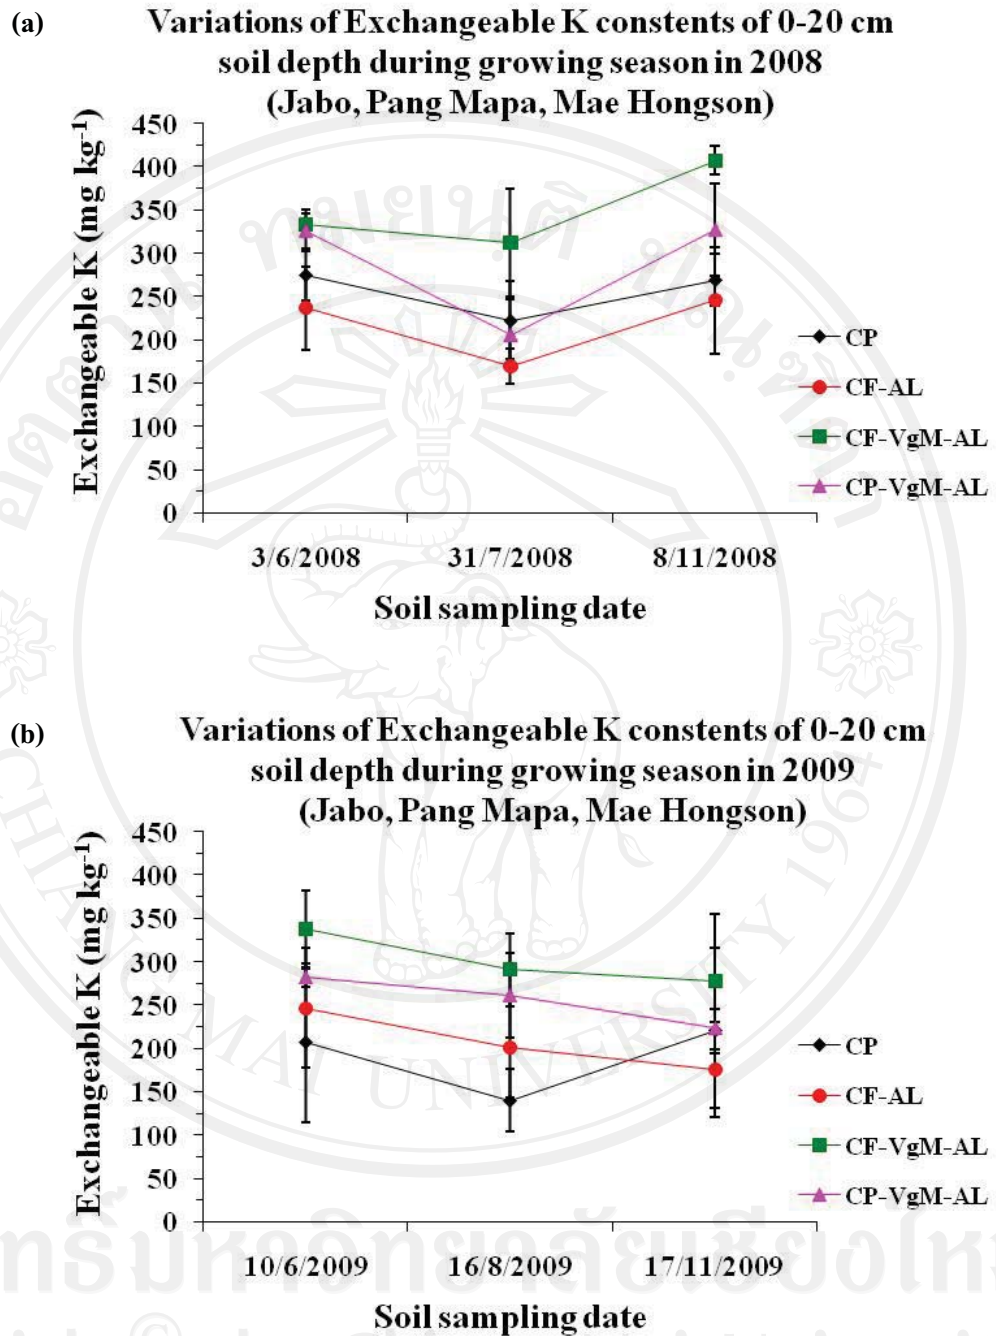 (a)
Variations of Exchangeable K constents of 0-20 cm
soil depth during growing season in 2008
(Jabo, Pang Mapa, Mae Hongson)
Exchangeable K (mg kg-1)
450
400
350
300
250
200
150
100
50
0
CP
CF-AL
CF-VgM-AL
CP-VgM-AL
3/6/2008 31/7/2008 8/11/2008
Soil sampling date
(b)
Variations of Exchangeable K constents of 0-20 cm
soil depth during growing season in 2009
(Jabo, Pang Mapa, Mae Hongson)
Exchangeable K (mg kg-1)
450
400
350
300
250
200
150
100
50
0
CP
CF-AL
CF-VgM-AL
CP-VgM-AL
10/6/2009 16/8/2009 17/11/2009
Soil sampling date
CHIANG MAI UNIVERSITY 1964